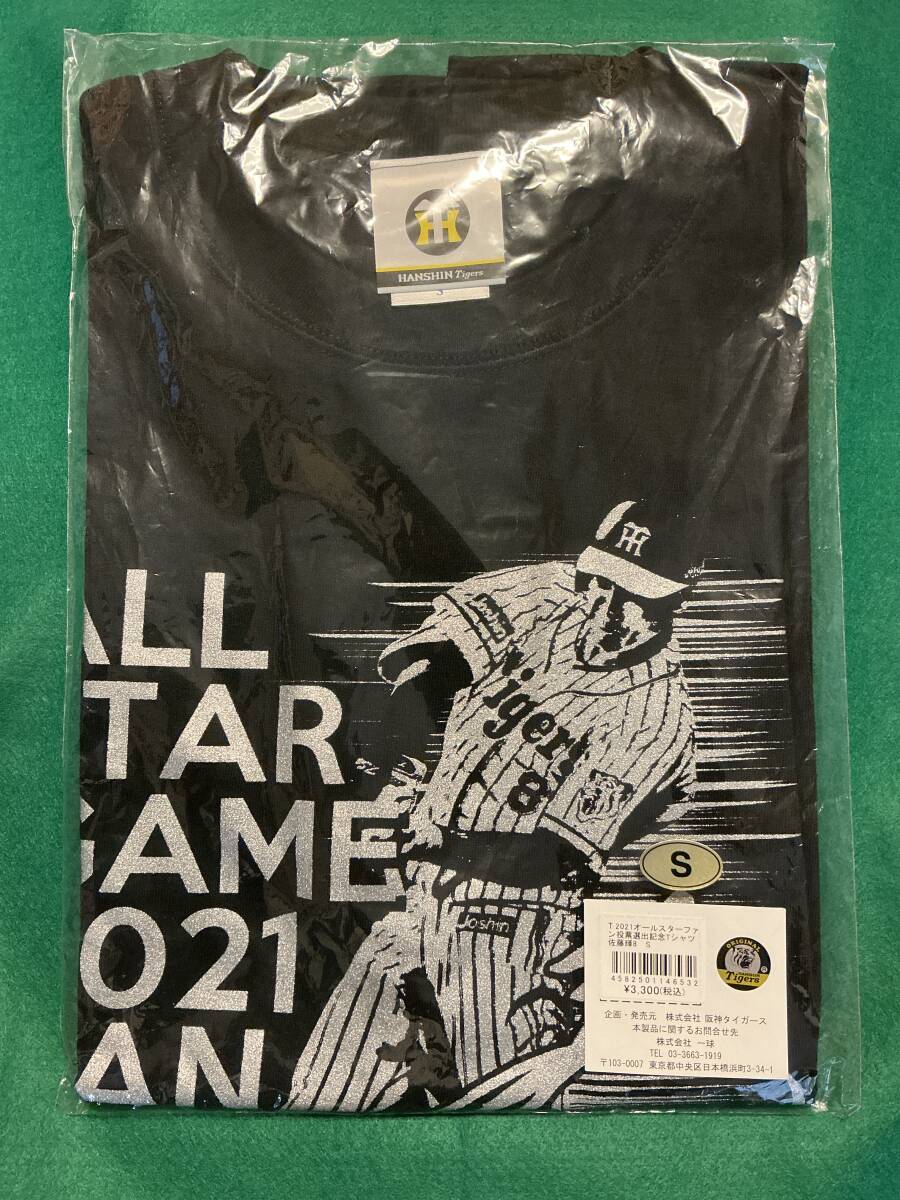 HANSHIN Tigers
ALL
STAR
GAME
2021
FAN
Tigers
8
Joshin
S
T 2021オールスターファ
ン投票選出記念Tシャツ
佐藤輝8 S
4582501146532
¥3,300(税込)
ORIGINAL
HANSHIN
Tigers
企画・発売元 株式会社 阪神タイガース
本製品に関するお問合せ先
株式会社 一球
TEL 03-3663-1919
〒103-0007 東京都中央区日本橋浜町3-34-1